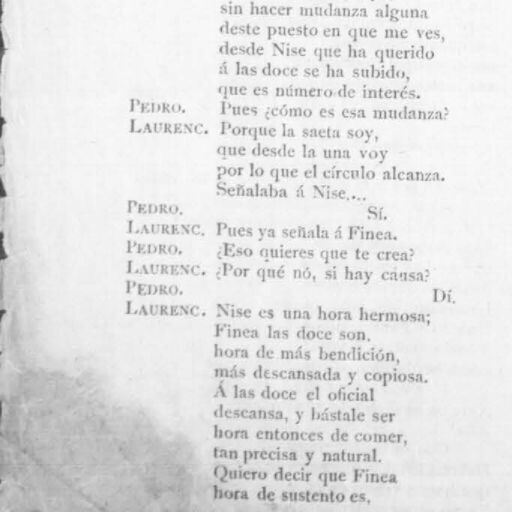 sin hacer mudanza alguna
deste puesto en que me ves,
desde Nise que ha querido
á las doce se ha subido,
que es número de interés.
PEDRO. Pues ¿cómo es esa mudanza?
LAURENC. Porque la saeta soy,
que desde la una voy
por lo que el círculo alcanza.
Señalaba á Nise....
PEDRO. Sí.
LAURENC. Pues ya señala á Finea.
PEDRO. ¿Eso quieres que te crea?
LAURENC. ¿Por qué nó, si hay causa?
PEDRO. Dí.
LAURENC. Nise es una hora hermosa;
Finea las doce son.
hora de más bendición,
más descansada y copiosa.
Á las doce el oficial
descansa, y bástale ser
hora entonces de comer,
tan precisa y natural.
Quiero decir que Finea
hora de sustento es,